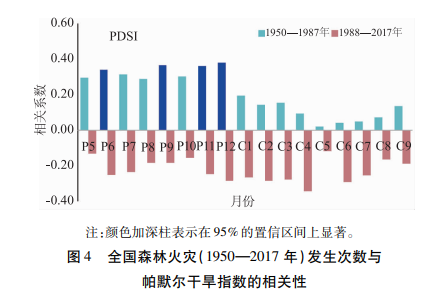 PDSI
1950—1987年
1988—2017年
相关系数
0.60
0.40
0.20
0.00
-0.20
-0.40
P5 P6 P7 P8 P9 P10 P11 P12 C1 C2 C3 C4 C5 C6 C7 C8 C9
月份
注:颜色加深柱表示在95%的置信区间上显著。
图4 全国森林火灾(1950—2017 年)发生次数与
帕默尔干旱指数的相关性